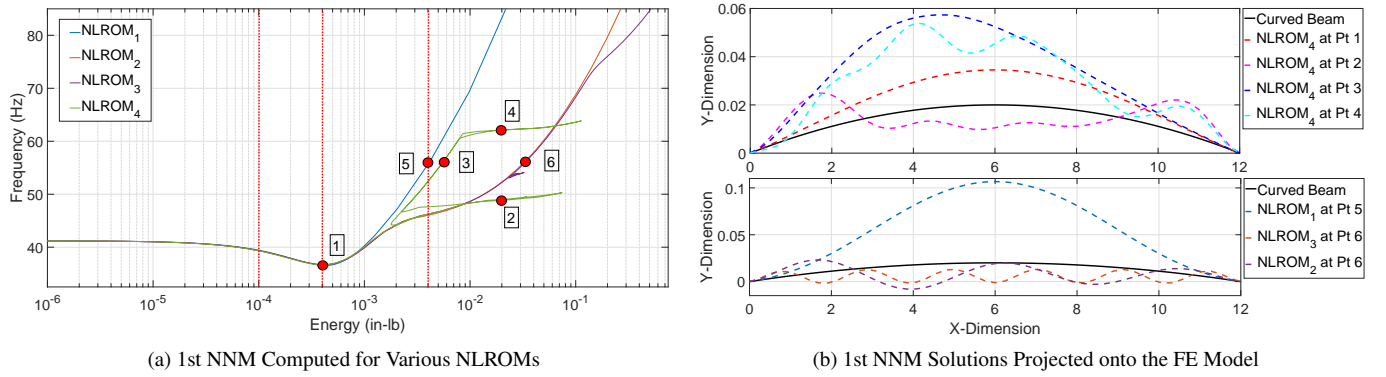 80
70
60
50
40
Frequency (Hz)
NLROM1
NLROM2
NLROM3
NLROM4
1
2
3
4
5
6
10^-6
10^-5
10^-4
10^-3
10^-2
10^-1
Energy (in-lb)
(a) 1st NNM Computed for Various NLROMs
0.06
0.04
0.02
0
Y-Dimension
0 2 4 6 8 10 12
Curved Beam
NLROM4 at Pt 1
NLROM4 at Pt 2
NLROM4 at Pt 3
NLROM4 at Pt 4
0.1
0.05
0
Y-Dimension
0 2 4 6 8 10 12
X-Dimension
Curved Beam
NLROM1 at Pt 5
NLROM3 at Pt 6
NLROM2 at Pt 6
(b) 1st NNM Solutions Projected onto the FE Model